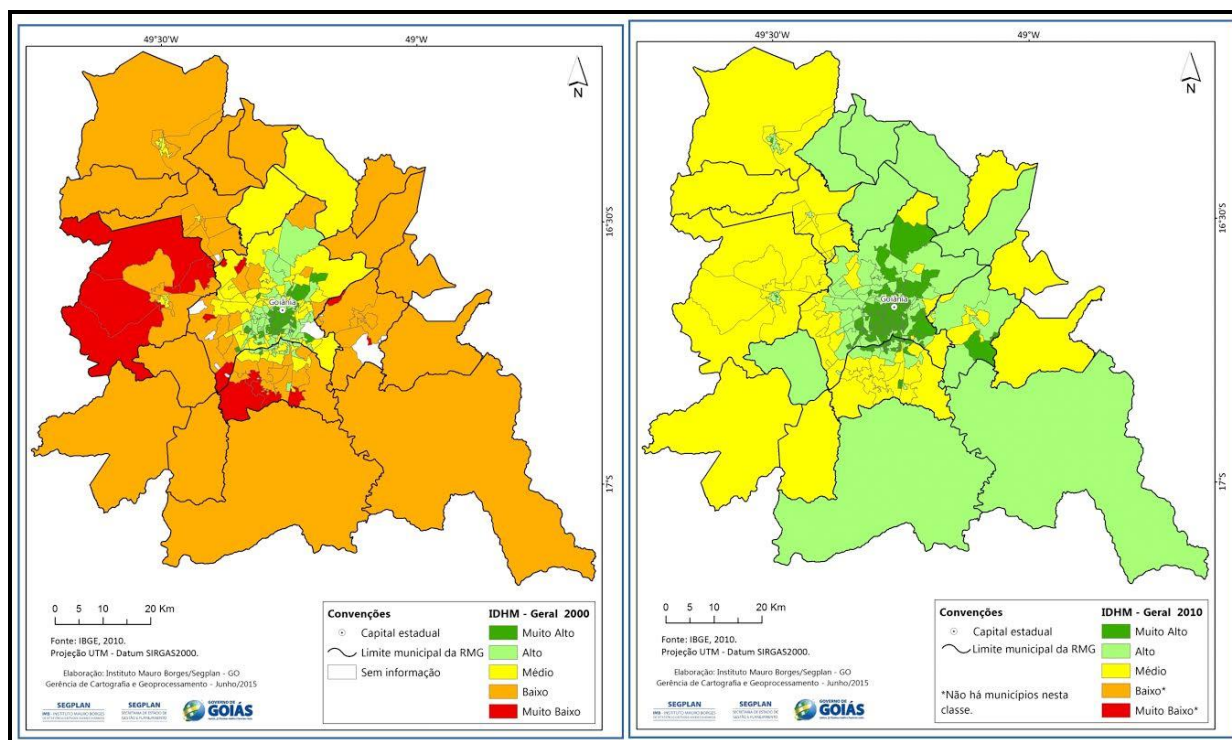 49°30'W
49°W
N
16°30'S
Goiânia
17°S
0 5 10 20 Km
Fonte: IBGE, 2010.
Projeção UTM - Datum SIRGAS2000.
Elaboração: Instituto Mauro Borges/Segplan - GO
Gerência de Cartografia e Geoprocessamento - Junho/2015
SEGPLAN
SEGPLAN
GOVERNO DE
GOIÁS
Convenções
Capital estadual
Limite municipal da RMG
Sem informação
IDHM - Geral 2000
Muito Alto
Alto
Médio
Baixo
Muito Baixo
49°30'W
49°W
N
16°30'S
Goiânia
17°S
0 5 10 20 Km
Fonte: IBGE, 2010.
Projeção UTM - Datum SIRGAS2000.
Elaboração: Instituto Mauro Borges/Segplan - GO
Gerência de Cartografia e Geoprocessamento - Junho/2015
SEGPLAN
SEGPLAN
GOVERNO DE
GOIÁS
Convenções
Capital estadual
Limite municipal da RMG
*Não há municípios nesta
classe.
IDHM - Geral 2010
Muito Alto
Alto
Médio
Baixo*
Muito Baixo*